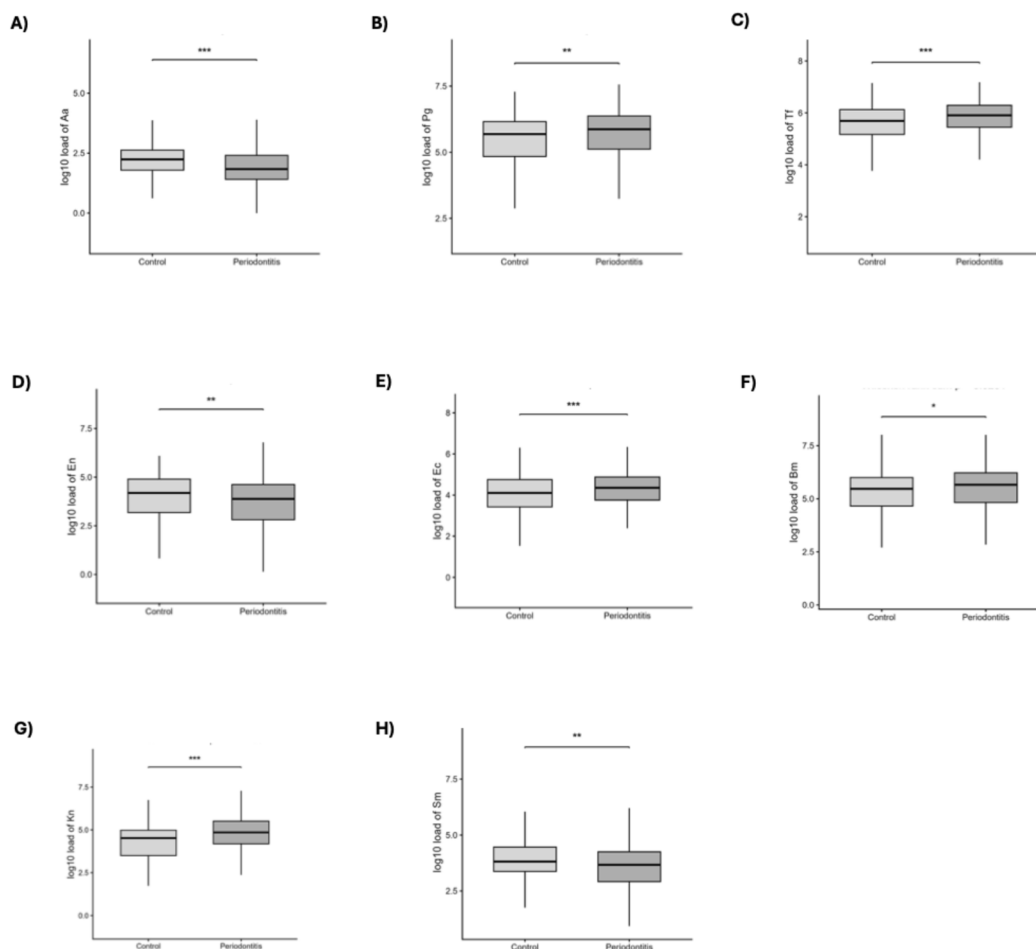 A)
***
5.0
2.5
0.0
log10 load of Aa
Control Periodontitis
B)
**
7.5
5.0
2.5
log10 load of Pg
Control Periodontitis
C)
***
8
6
4
2
log10 load of Tf
Control Periodontitis
D)
**
7.5
5.0
2.5
0.0
log10 load of En
Control Periodontitis
E)
***
8
6
4
2
0
log10 load of Ec
Control Periodontitis
F)
*
7.5
5.0
2.5
0.0
log10 load of Bm
Control Periodontitis
G)
***
7.5
5.0
2.5
0.0
log10 load of Kn
Control Periodontitis
H)
**
7.5
5.0
2.5
log10 load of Sm
Control Periodontitis